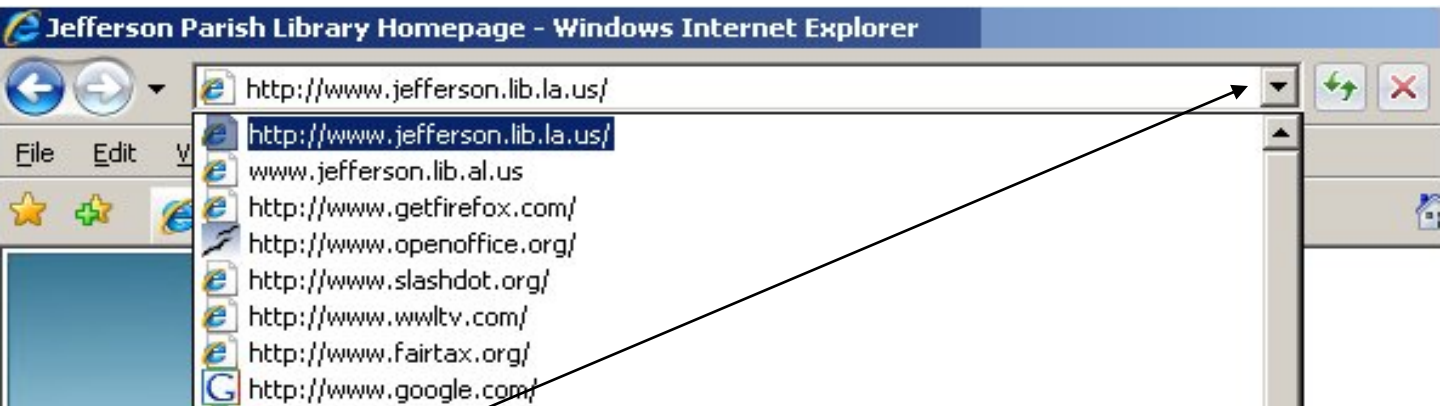 Jefferson Parish Library Homepage - Windows Internet Explorer
http://www.jefferson.lib.la.us/
http://www.jefferson.lib.la.us/
File Edit V
www.jefferson.lib.al.us
http://www.getfirefox.com/
http://www.openoffice.org/
http://www.slashdot.org/
http://www.wwltv.com/
http://www.fairtax.org/
G http://www.google.com/